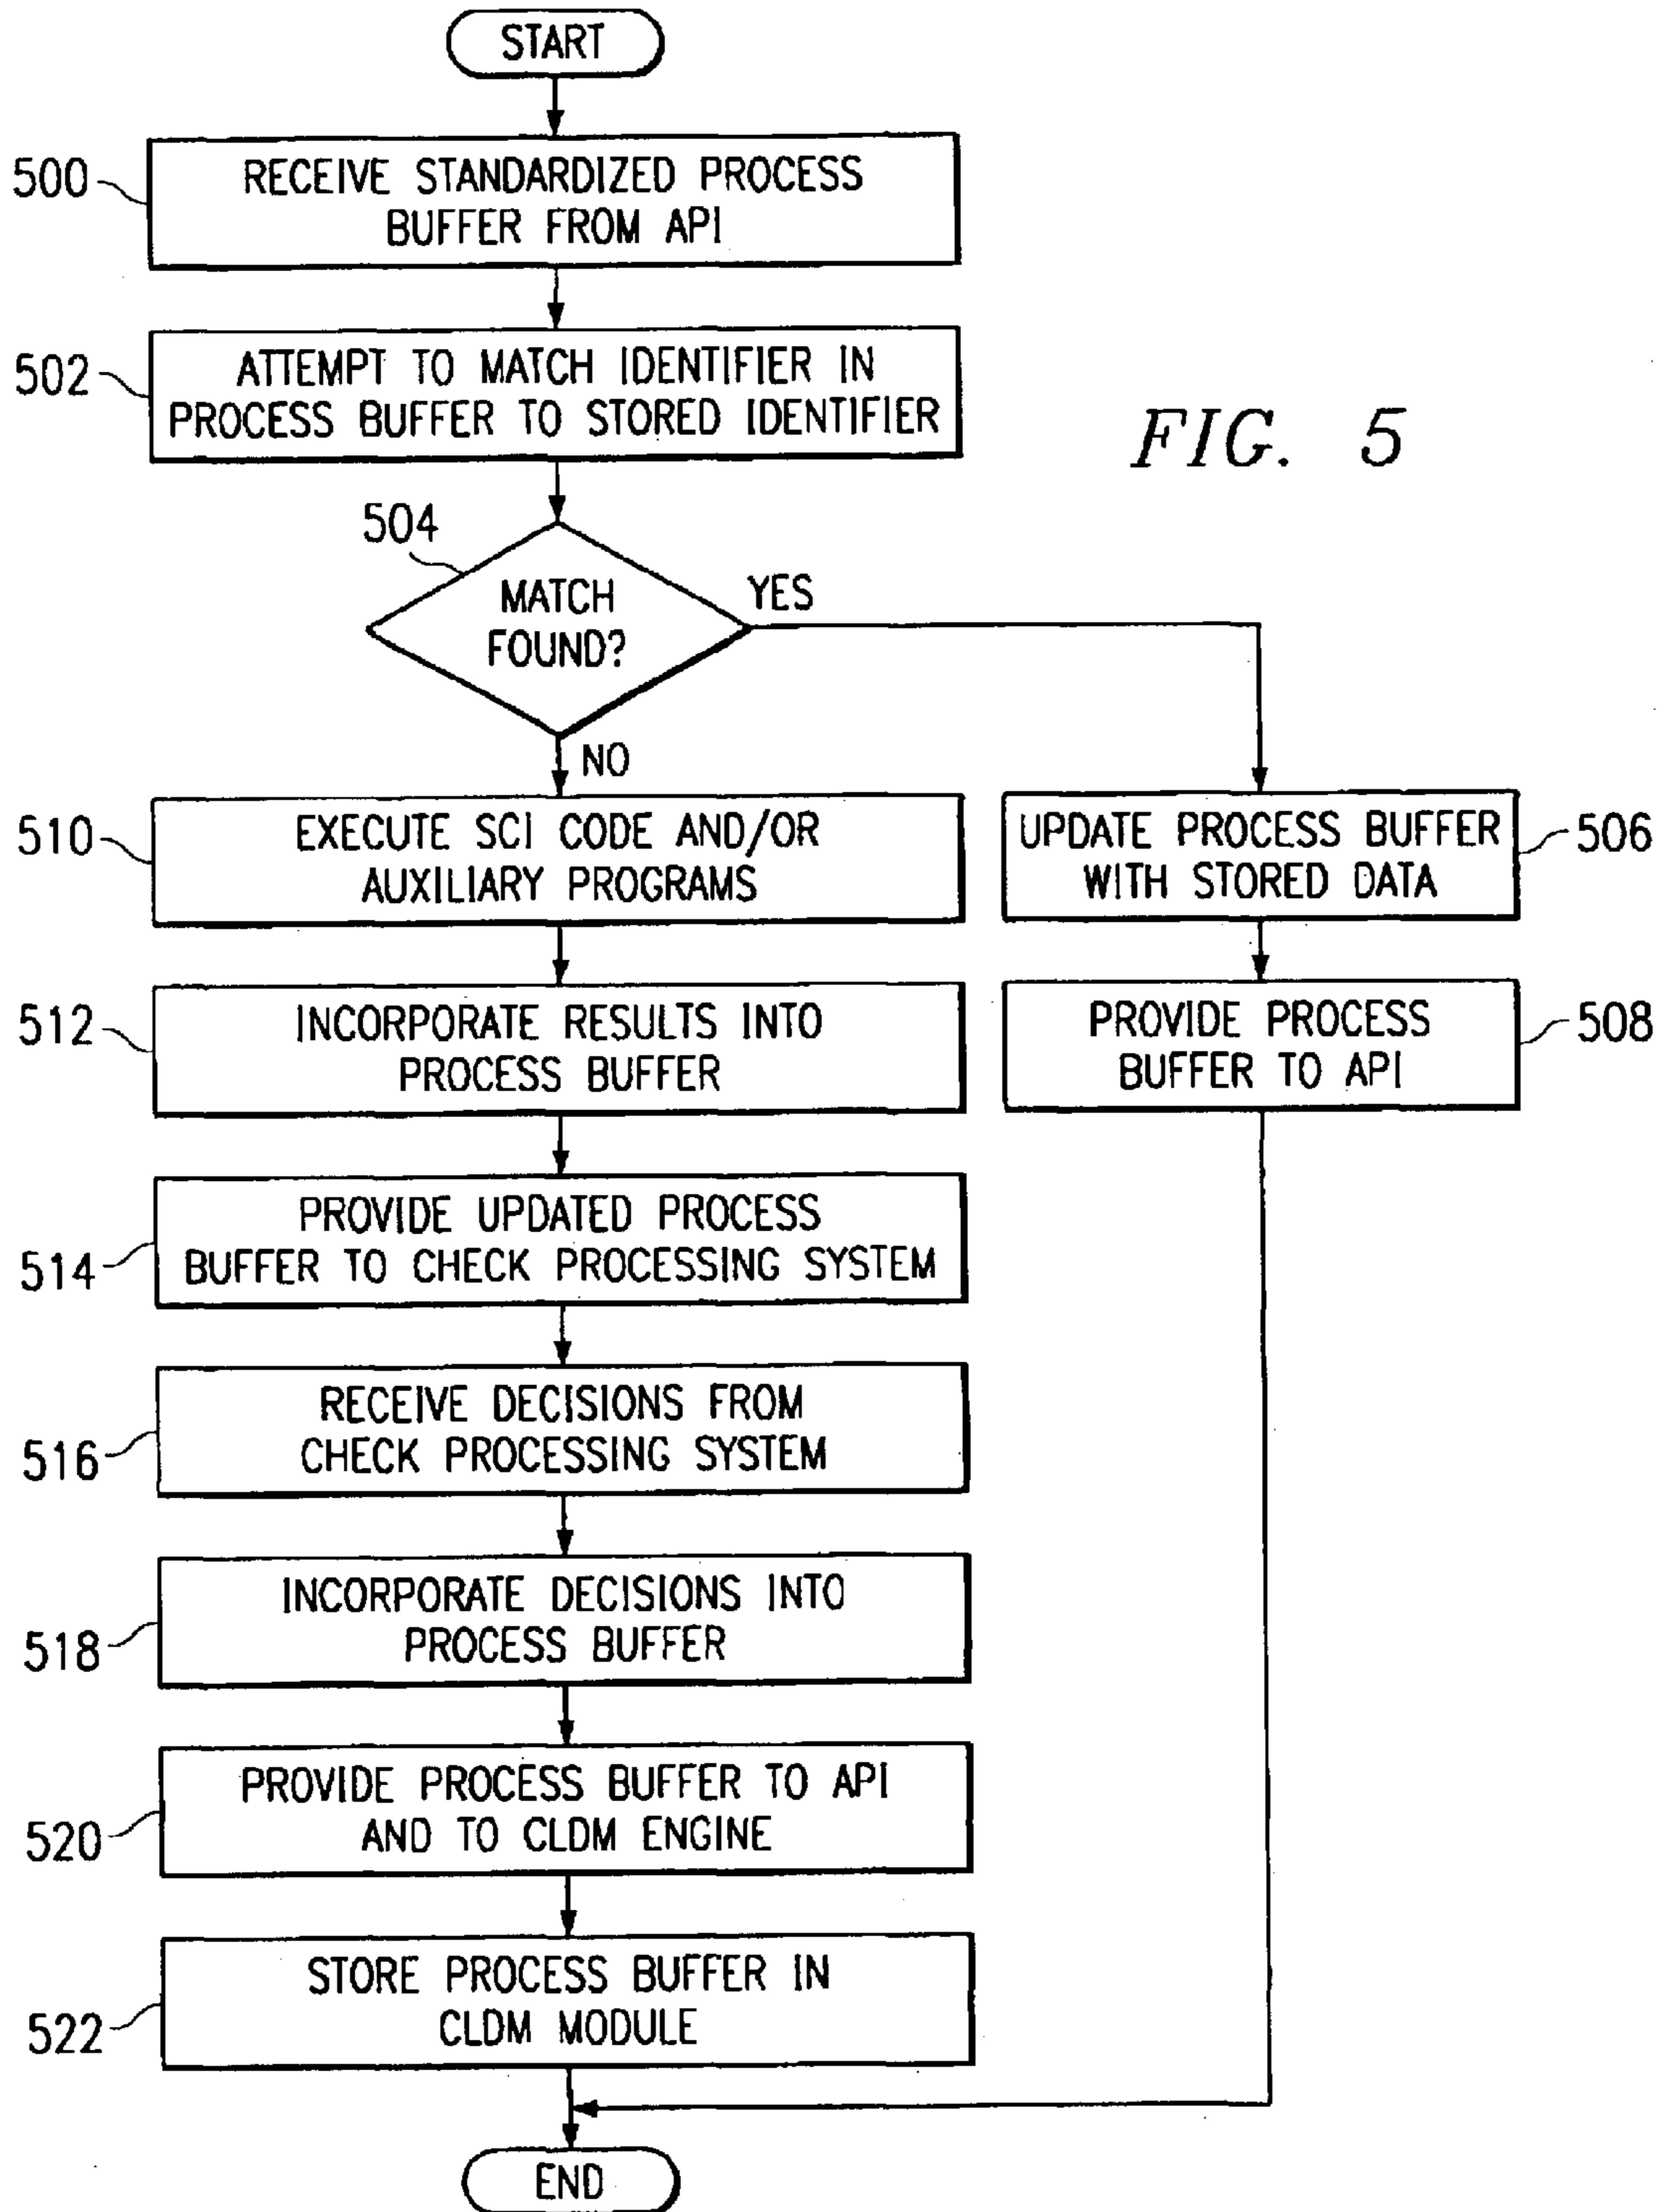 START
500
RECEIVE STANDARDIZED PROCESS
BUFFER FROM API
502
ATTEMPT TO MATCH IDENTIFIER IN
PROCESS BUFFER TO STORED IDENTIFIER
FIG. 5
504
MATCH
FOUND?
YES
NO
510
EXECUTE SCI CODE AND/OR
AUXILIARY PROGRAMS
UPDATE PROCESS BUFFER
WITH STORED DATA
506
512
INCORPORATE RESULTS INTO
PROCESS BUFFER
PROVIDE PROCESS
BUFFER TO API
508
514
PROVIDE UPDATED PROCESS
BUFFER TO CHECK PROCESSING SYSTEM
516
RECEIVE DECISIONS FROM
CHECK PROCESSING SYSTEM
518
INCORPORATE DECISIONS INTO
PROCESS BUFFER
520
PROVIDE PROCESS BUFFER TO API
AND TO CLDM ENGINE
522
STORE PROCESS BUFFER IN
CLDM MODULE
END